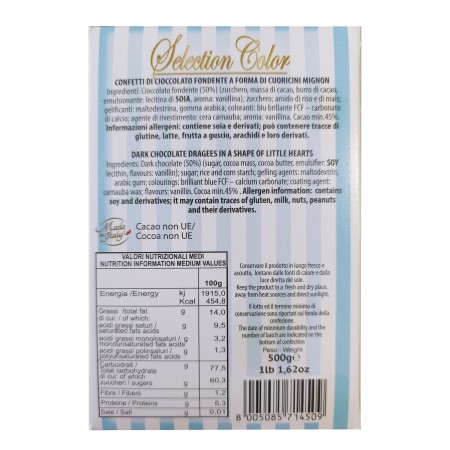 Selection Color
CONFETTI DI CIOCCOLATO FONDENTE A FORMA DI CUORICINI MIGNON
Ingredienti: Cioccolato fondente (50%) (zucchero, massa di cacao, burro di cacao,
emulsionante: lecitina di SOIA, aroma: vanillina); zucchero; amido di riso e di mais;
gelificanti: maltodestrina, gomma arabica; coloranti: blu brillante FCF – carbonato
di calcio; agente di rivestimento: cera carnauba; aroma: vanillina. Cacao min.45%.
Informazioni allergeni: contiene soia e derivati; può contenere tracce di
glutine, latte, frutta a guscio, arachidi e loro derivati.
DARK CHOCOLATE DRAGEES IN A SHAPE OF LITTLE HEARTS
Ingredients: Dark chocolate (50%) (sugar, cocoa mass, cocoa butter, emulsifier: SOY
lecithin, flavours: vanillin); sugar; rice and corn starch; gelling agents: maltodextrin,
arabic gum; colourings: brilliant blue FCF – calcium carbonate; coating agent:
carnauba wax; flavours: vanillin. Cocoa min.45% . Allergen information: contains
soy and derivatives; it may contain traces of gluten, milk, nuts, peanuts
and their derivatives.
Made in Italy
Cacao non UE/
Cocoa non UE
VALORI NUTRIZIONALI MEDI
NUTRITION INFORMATION MEDIUM VALUES
100g
Energia /Energy kj 1915,0
Kcal 454,8
Grassi /total fat g 14,0
di cui: / of which:
acidi grassi saturi / g 9,5
saturated fats acids
acidi grassi monoinsaturi / g 3,2
monounsaturated fats acids
acidi grassi polinsaturi / g 1,3
polyunsaturated fats acids
Carboidrati / g 77,5
Total carbohydrate
di cui: of which
zuccheri / sugars g 60,3
Fibre / Fibers g 1,2
Proteine / Proteins g 5,3
Sale / Salt g 0,01
Conservare il prodotto in luogo fresco e
asciutto, lontano dalle fonti di calore e dalla
luce diretta del sole.
Keep the product in a fresh and dry place,
away from heat sources and direct sunlight.
Il lotto ed il termine minimo di
conservazione sono riportati sul fondo della
confezione.
The date of minimum durability and the
number of batch are indicated on the
bottom of confection
Peso - Weight
500g e
1lb 1,62oz
8 005085 714509